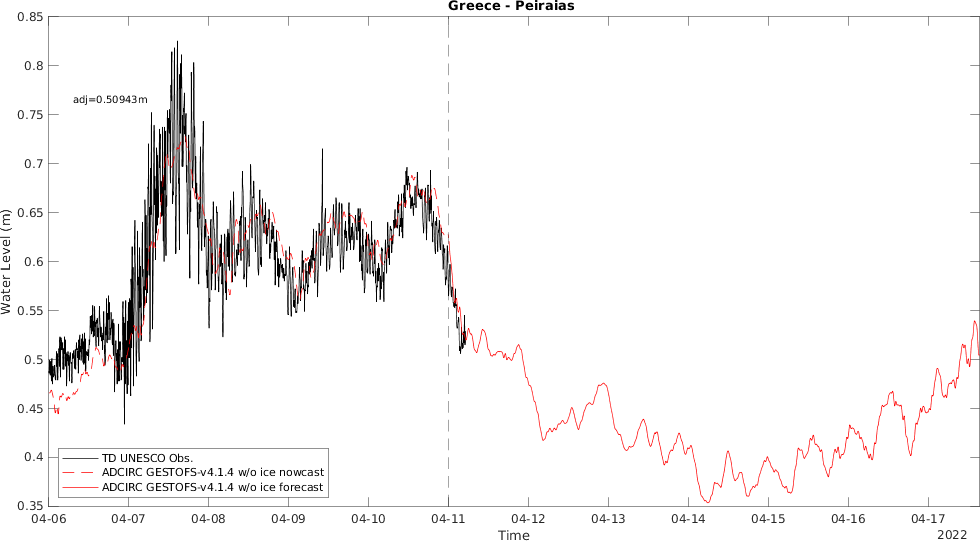 Greece - Peiraias
0.85
0.8
0.75
0.7
0.65
0.6
0.55
0.5
0.45
0.4
0.35
Water Level (m)
adj=0.50943m
TD UNESCO Obs.
ADCIRC GESTOFS-v4.1.4 w/o ice nowcast
ADCIRC GESTOFS-v4.1.4 w/o ice forecast
04-06 04-07 04-08 04-09 04-10 04-11 04-12 04-13 04-14 04-15 04-16 04-17
Time
2022